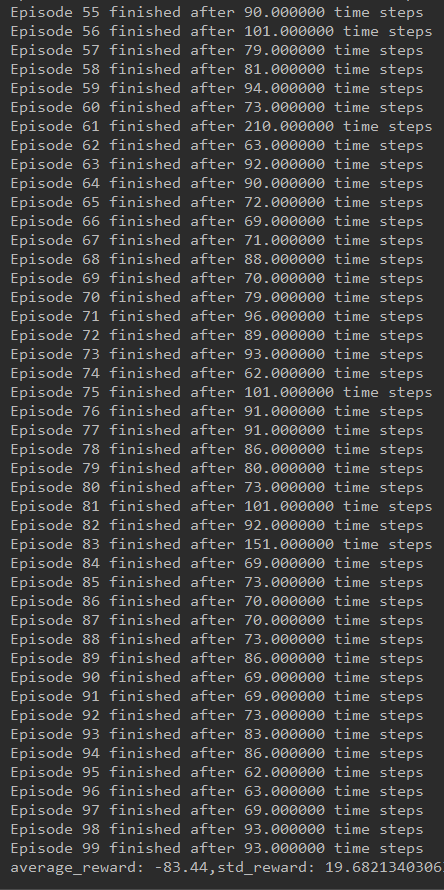 Episode 55 finished after 90.000000 time steps
Episode 56 finished after 101.000000 time steps
Episode 57 finished after 79.000000 time steps
Episode 58 finished after 81.000000 time steps
Episode 59 finished after 94.000000 time steps
Episode 60 finished after 73.000000 time steps
Episode 61 finished after 210.000000 time steps
Episode 62 finished after 63.000000 time steps
Episode 63 finished after 92.000000 time steps
Episode 64 finished after 90.000000 time steps
Episode 65 finished after 72.000000 time steps
Episode 66 finished after 69.000000 time steps
Episode 67 finished after 71.000000 time steps
Episode 68 finished after 88.000000 time steps
Episode 69 finished after 70.000000 time steps
Episode 70 finished after 79.000000 time steps
Episode 71 finished after 96.000000 time steps
Episode 72 finished after 89.000000 time steps
Episode 73 finished after 93.000000 time steps
Episode 74 finished after 62.000000 time steps
Episode 75 finished after 101.000000 time steps
Episode 76 finished after 91.000000 time steps
Episode 77 finished after 91.000000 time steps
Episode 78 finished after 86.000000 time steps
Episode 79 finished after 80.000000 time steps
Episode 80 finished after 73.000000 time steps
Episode 81 finished after 101.000000 time steps
Episode 82 finished after 92.000000 time steps
Episode 83 finished after 151.000000 time steps
Episode 84 finished after 69.000000 time steps
Episode 85 finished after 73.000000 time steps
Episode 86 finished after 70.000000 time steps
Episode 87 finished after 70.000000 time steps
Episode 88 finished after 73.000000 time steps
Episode 89 finished after 86.000000 time steps
Episode 90 finished after 69.000000 time steps
Episode 91 finished after 69.000000 time steps
Episode 92 finished after 73.000000 time steps
Episode 93 finished after 83.000000 time steps
Episode 94 finished after 86.000000 time steps
Episode 95 finished after 62.000000 time steps
Episode 96 finished after 63.000000 time steps
Episode 97 finished after 69.000000 time steps
Episode 98 finished after 93.000000 time steps
Episode 99 finished after 93.000000 time steps
average_reward: -83.44,std_reward: 19.6821340306